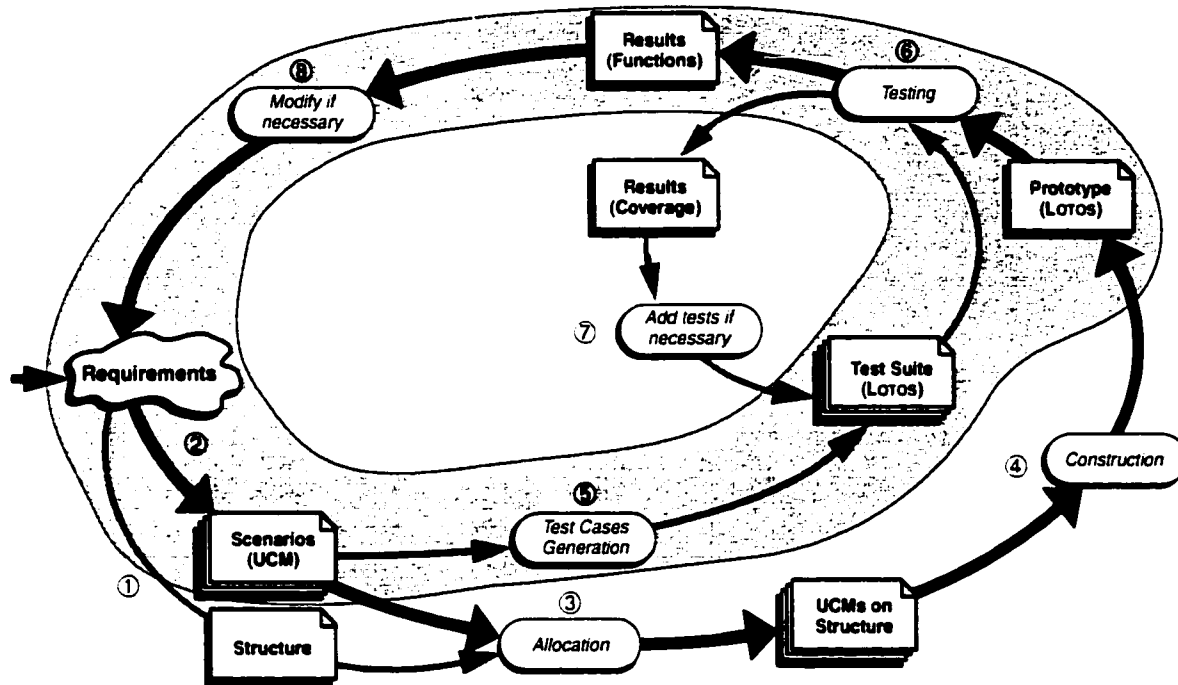 Results
(Functions)
⑥
Testing
⑧
Modify if
necessary
Results
(Coverage)
Prototype
(LOTOS)
⑦
Add tests if
necessary
Requirements
Test Suite
(LOTOS)
②
④
Construction
⑤
Test Cases
Generation
Scenarios
(UCM)
①
③
UCMs on
Structure
Structure
Allocation